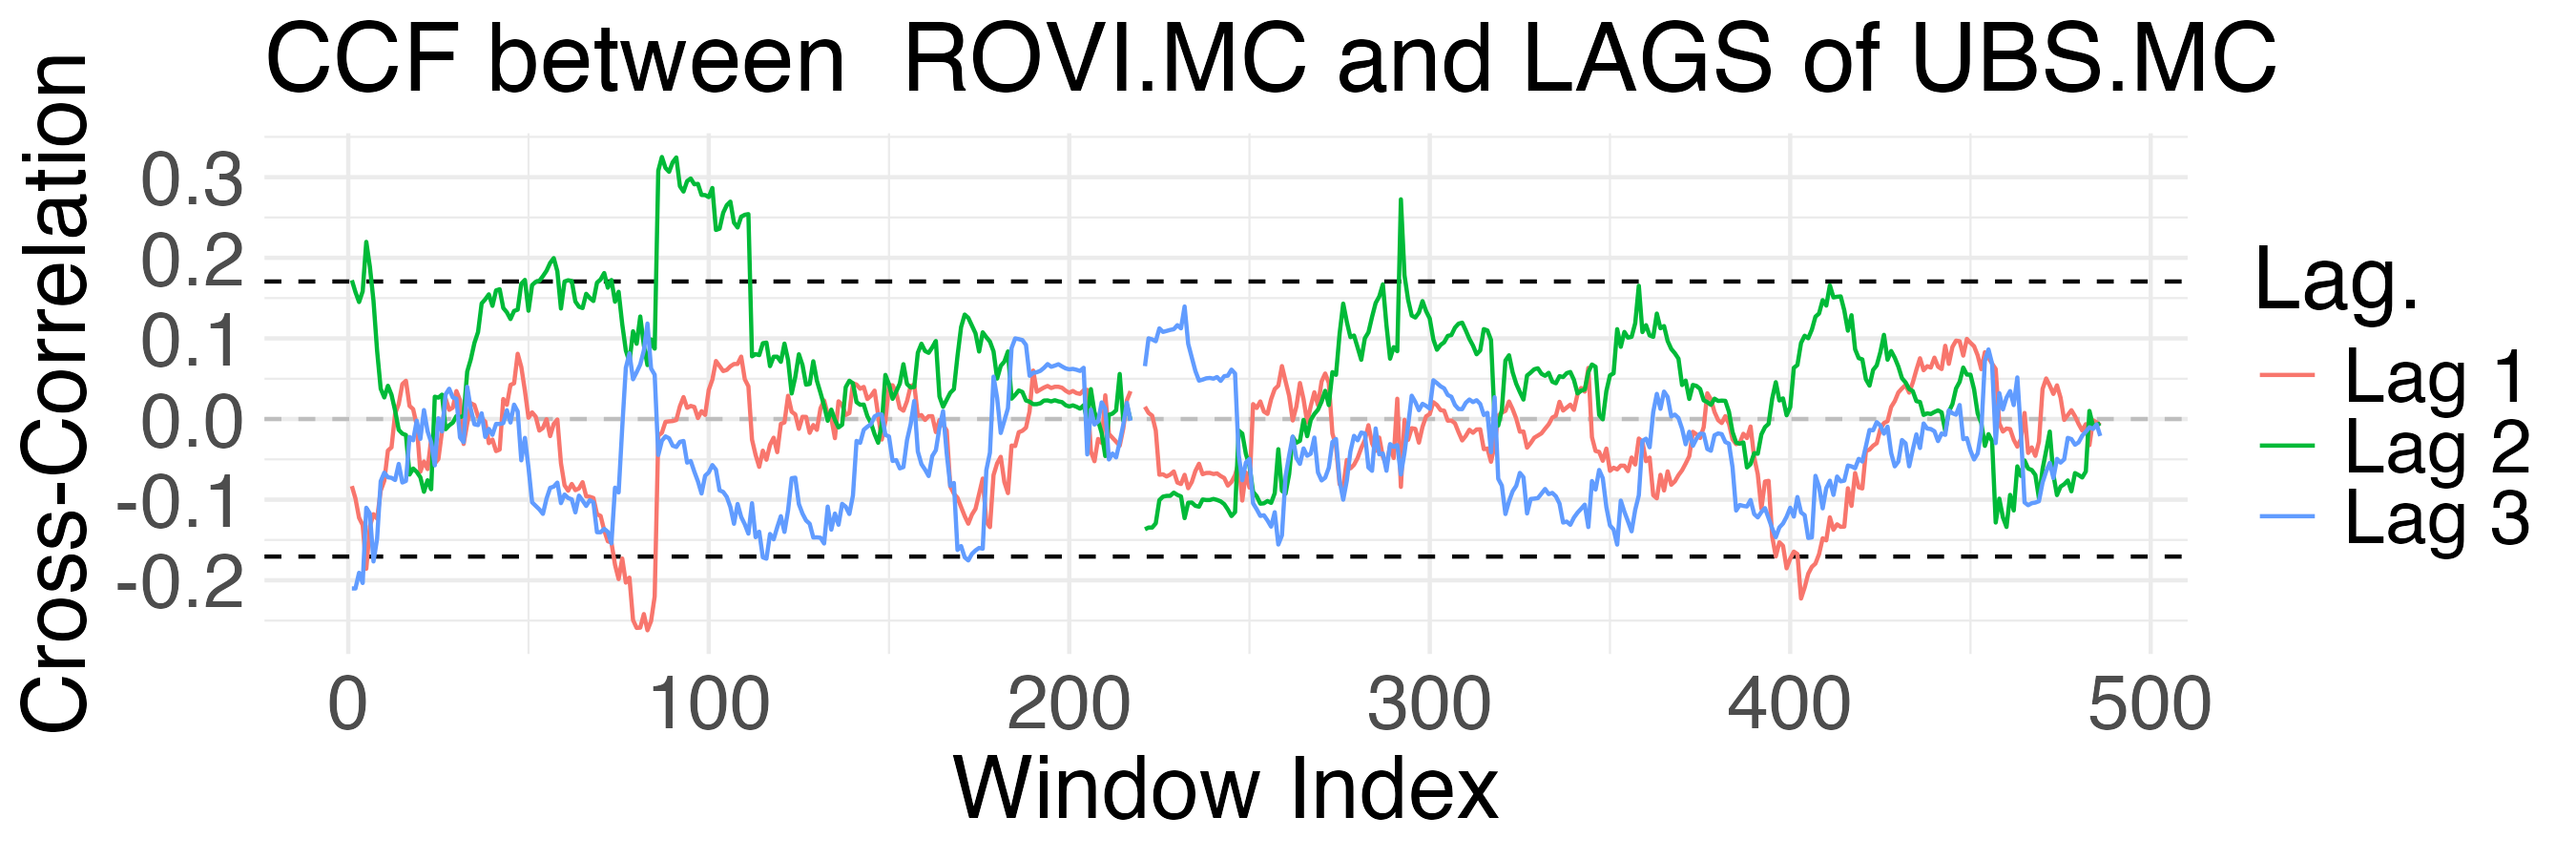 CCF between  ROVI.MC and LAGS of UBS.MC
Cross-Correlation
0.3
0.2
0.1
0.0
-0.1
-0.2
0 100 200 300 400 500
Window Index
Lag.
Lag 1
Lag 2
Lag 3